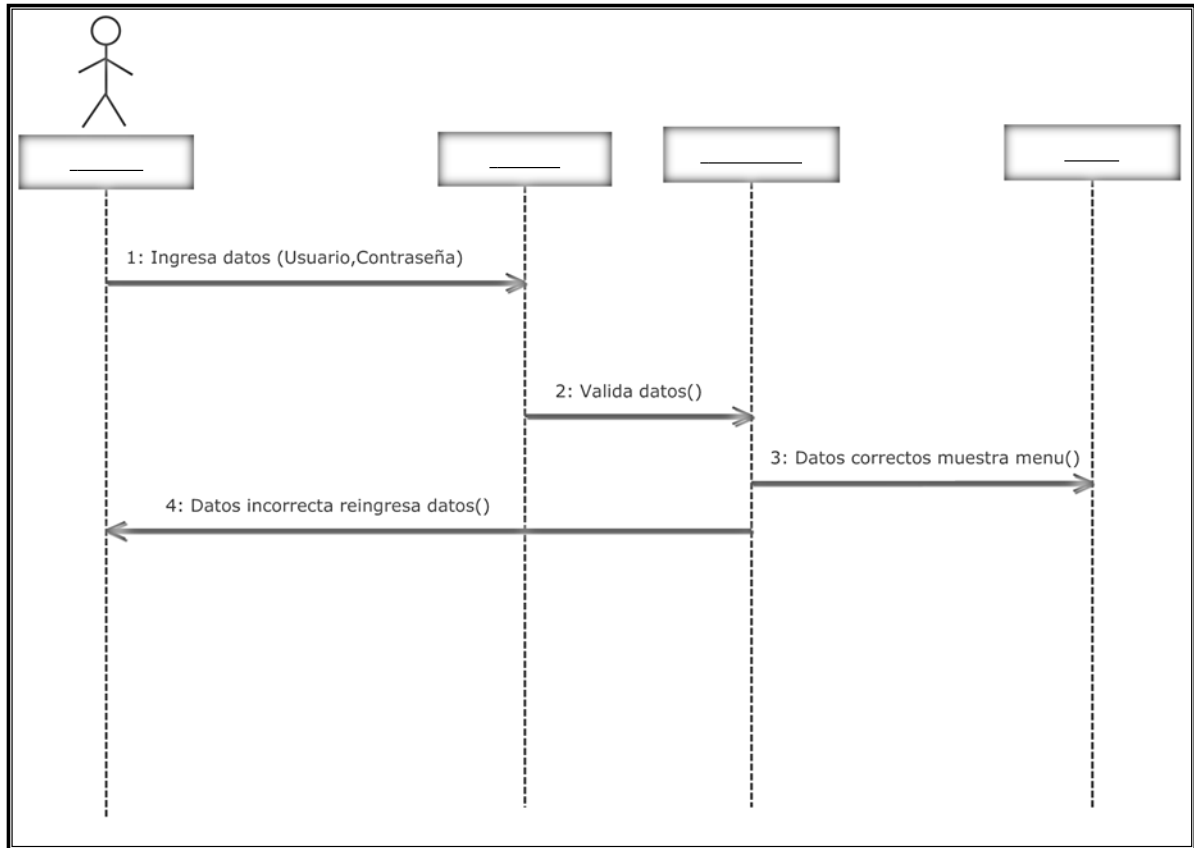 1: Ingresa datos (Usuario,Contraseña)
2: Valida datos()
3: Datos correctos muestra menu()
4: Datos incorrecta reingresa datos()